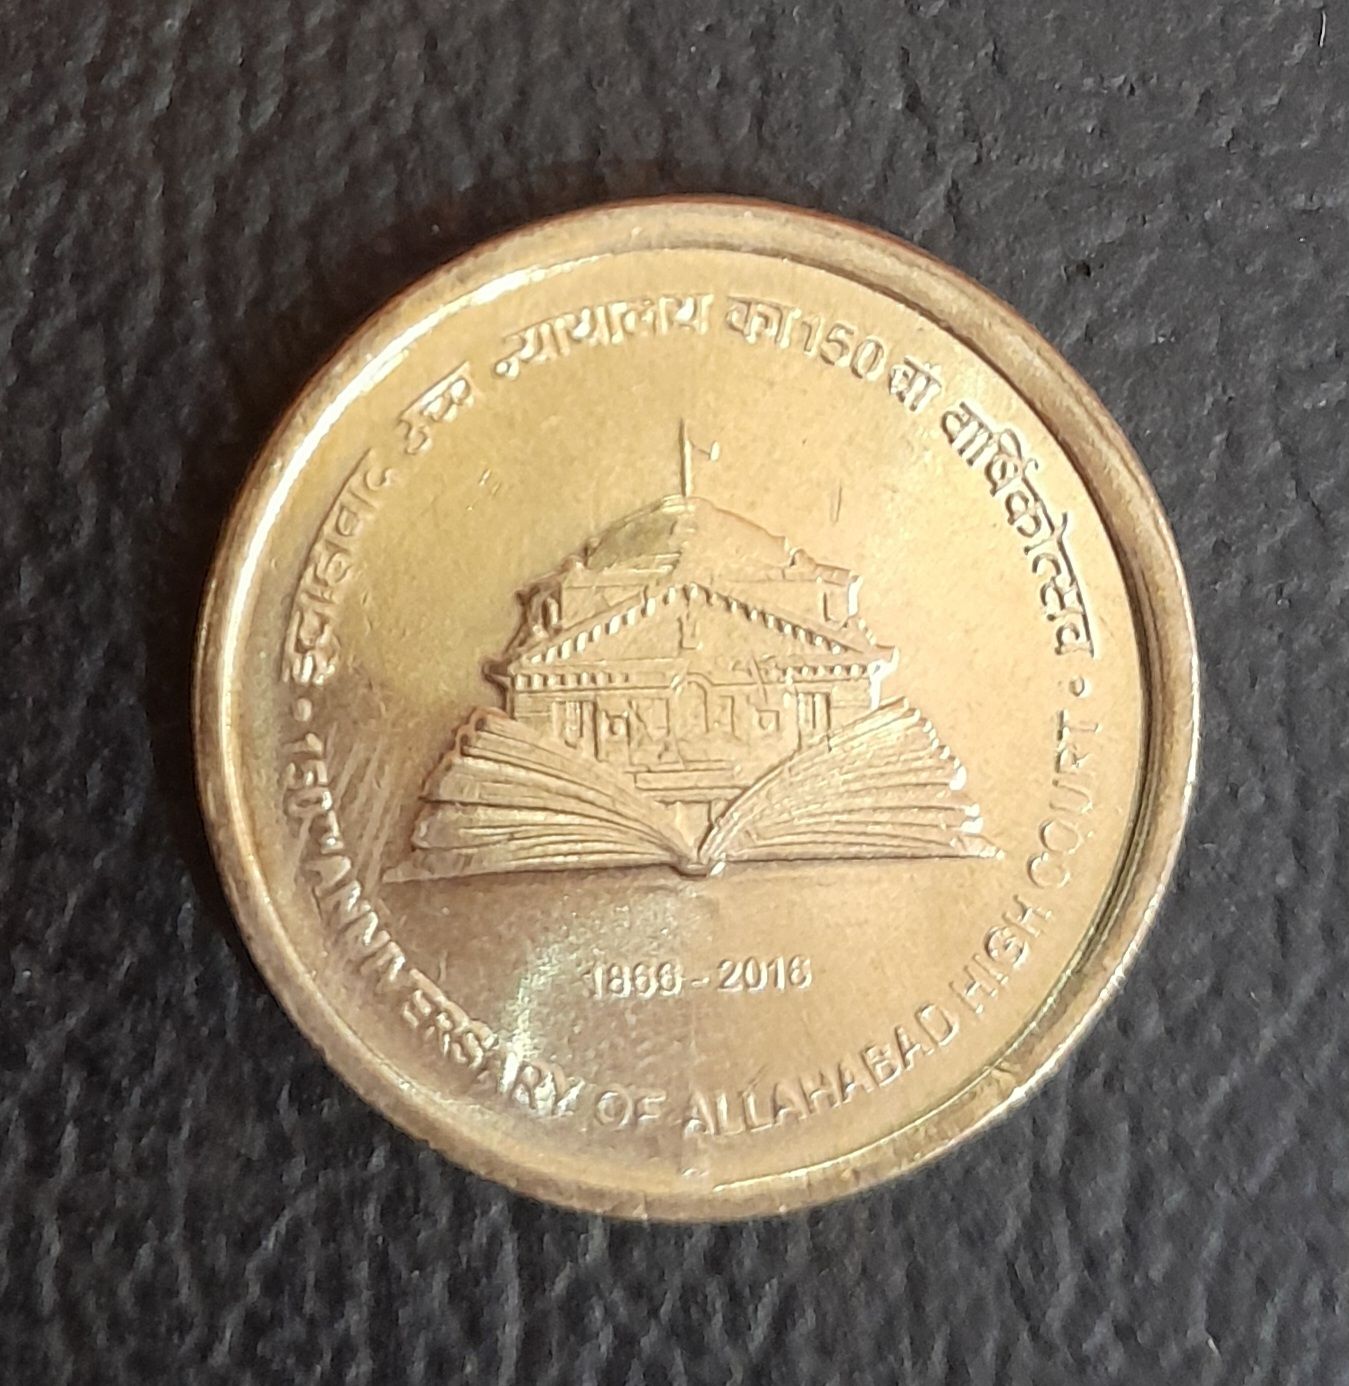 इलाहाबाद उच्च न्यायालय का 150 वाँ वार्षिकोत्सव
1866 - 2016
150TH ANNIVERSARY OF ALLAHABAD HIGH COURT